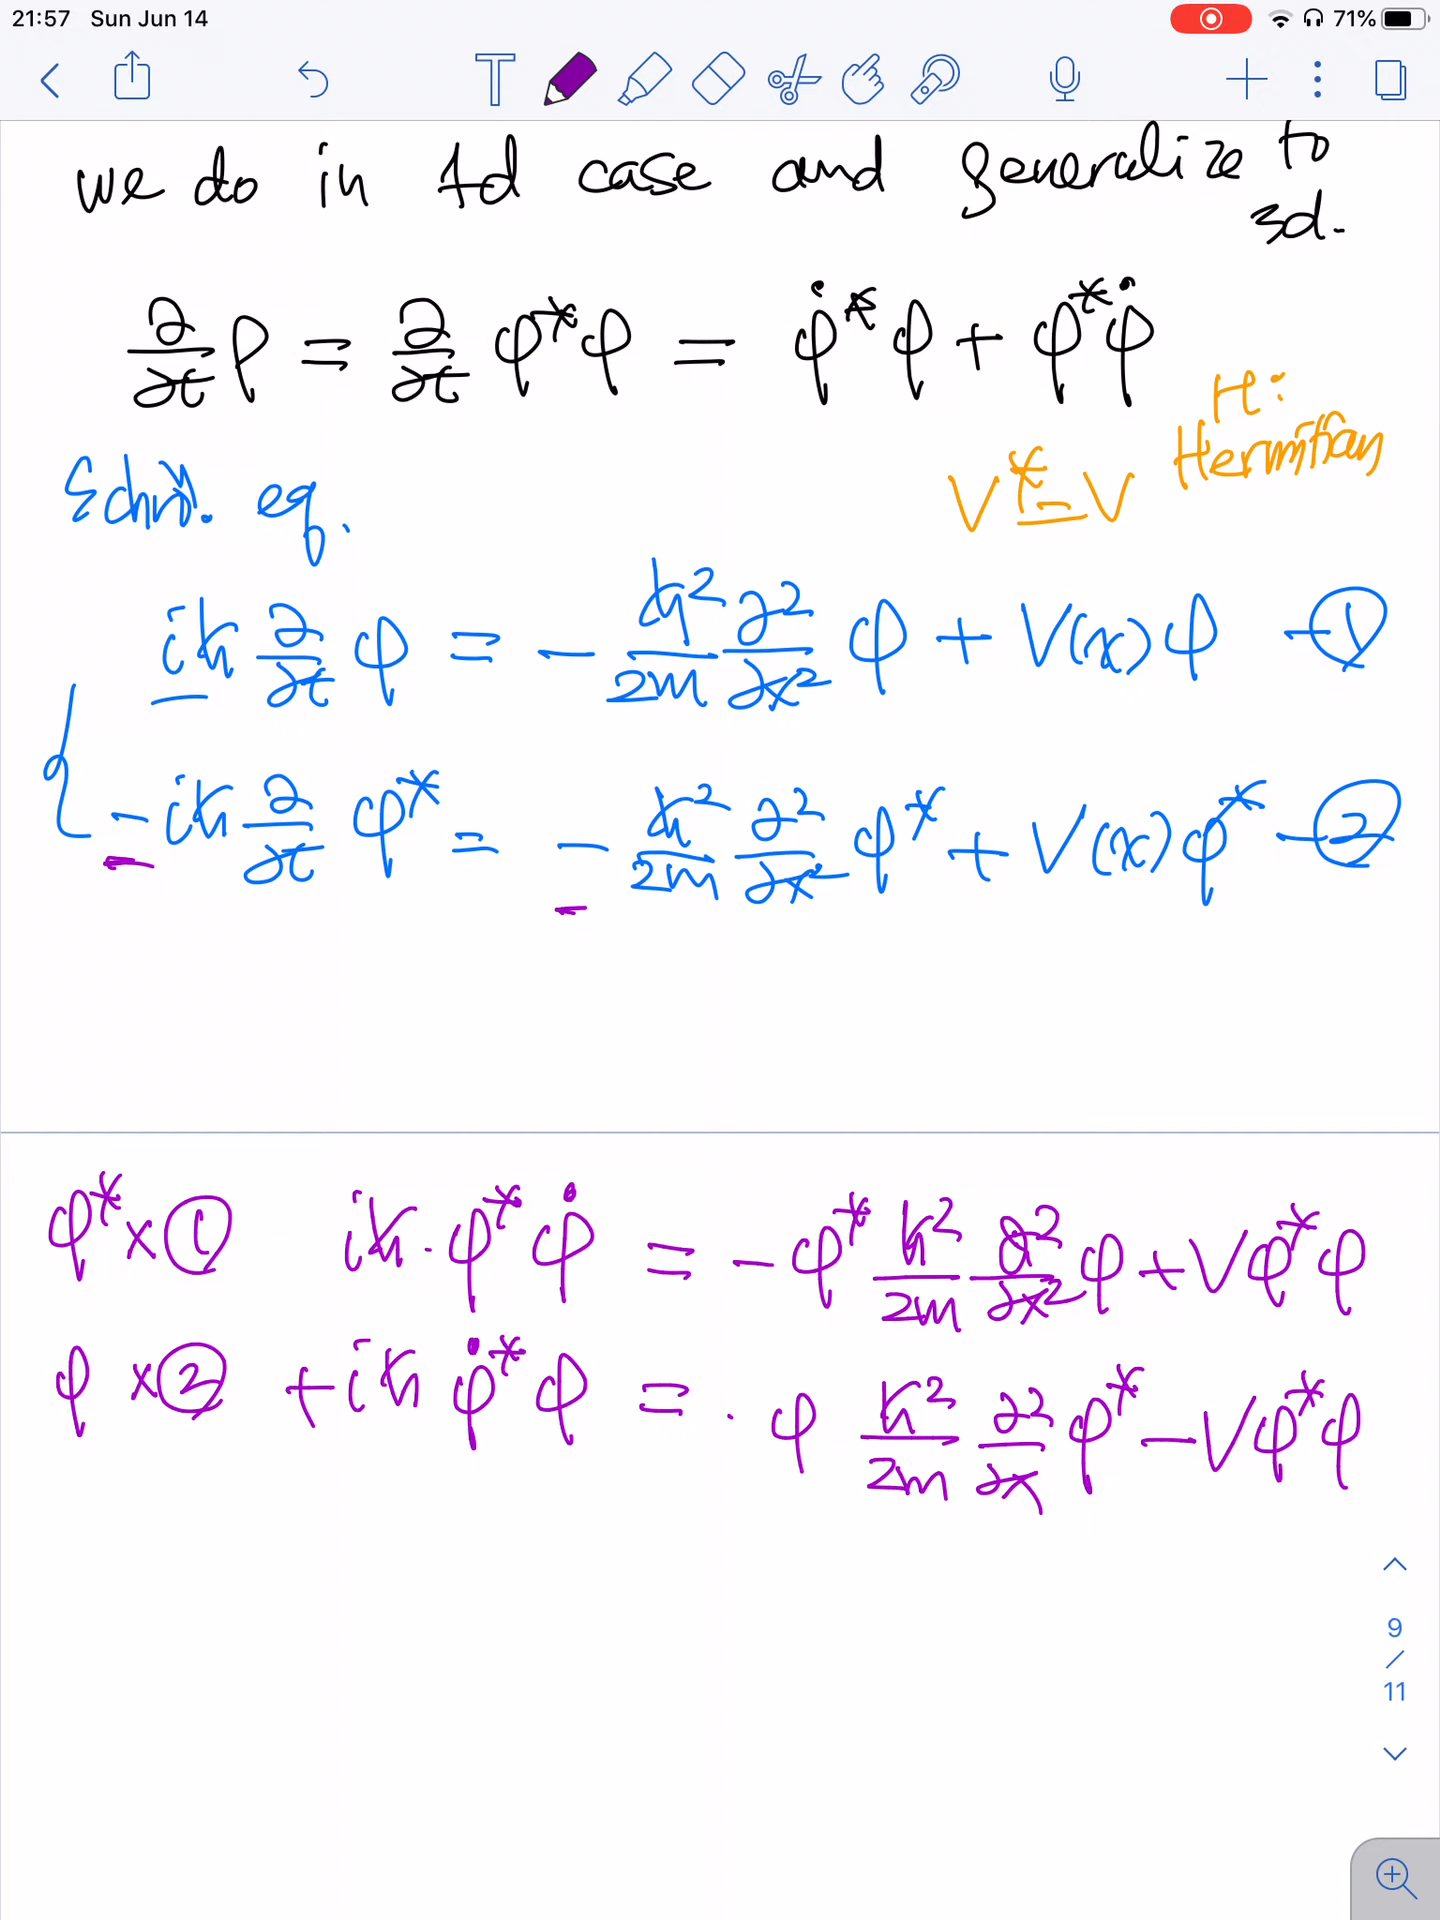 21:57 Sun Jun 14 71%
we do in 1d case and generalize to
3d.
∂/∂t ρ = ∂/∂t φ*φ = φ̇*φ + φ*φ̇
H:
Hermitian
V* = V
Schrö. eq.
iħ ∂/∂t φ = - ħ²/2m ∂²/∂x² φ + V(x)φ - ①
-iħ ∂/∂t φ* = - ħ²/2m ∂²/∂x² φ* + V(x)φ* - ②
φ* × ① iħ · φ*φ̇ = - φ* ħ²/2m ∂²/∂x² φ + Vφ*φ
φ × ② +iħ φ̇*φ = · φ ħ²/2m ∂²/∂x φ* - Vφ*φ
9
/
11